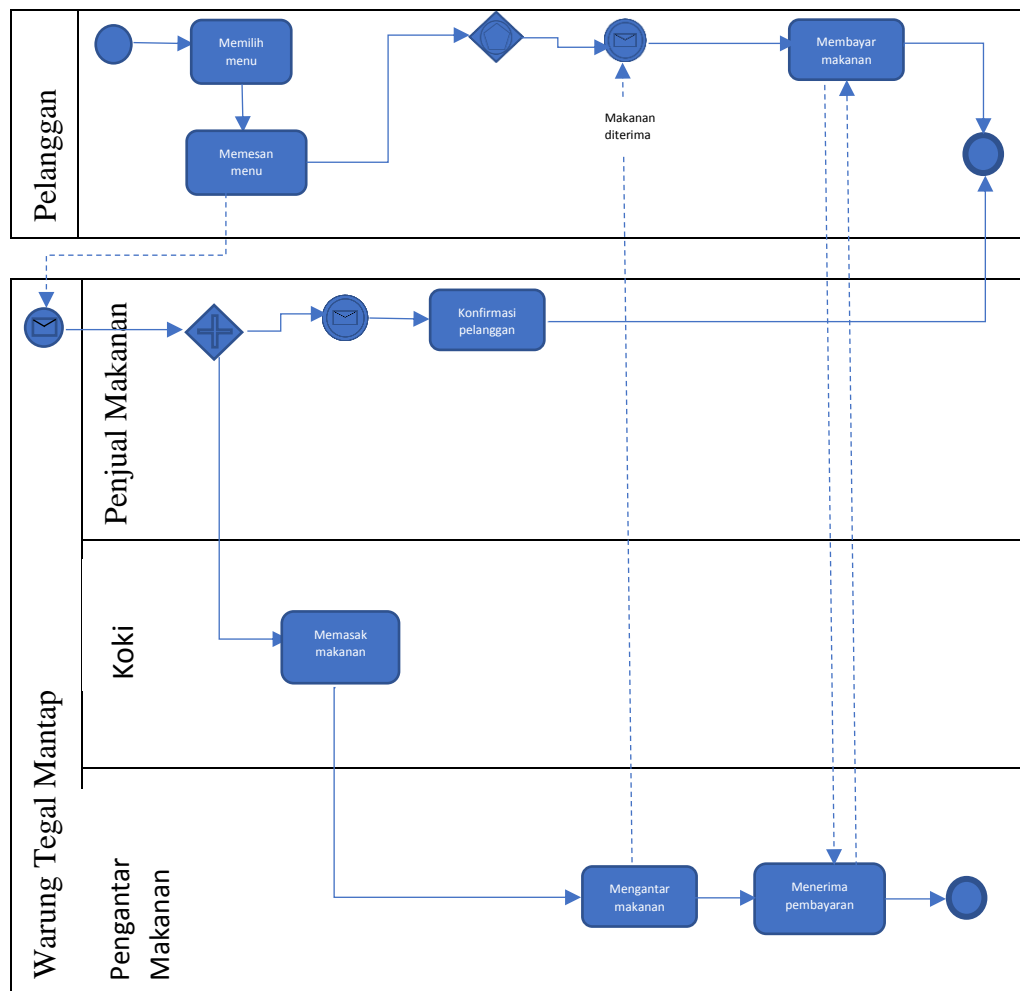 Pelanggan
Memilih
menu
Memesan
menu
Makanan
diterima
Membayar
makanan
Warung Tegal Mantap
Penjual Makanan
Konfirmasi
pelanggan
Koki
Memasak
makanan
Pengantar
Makanan
Mengantar
makanan
Menerima
pembayaran